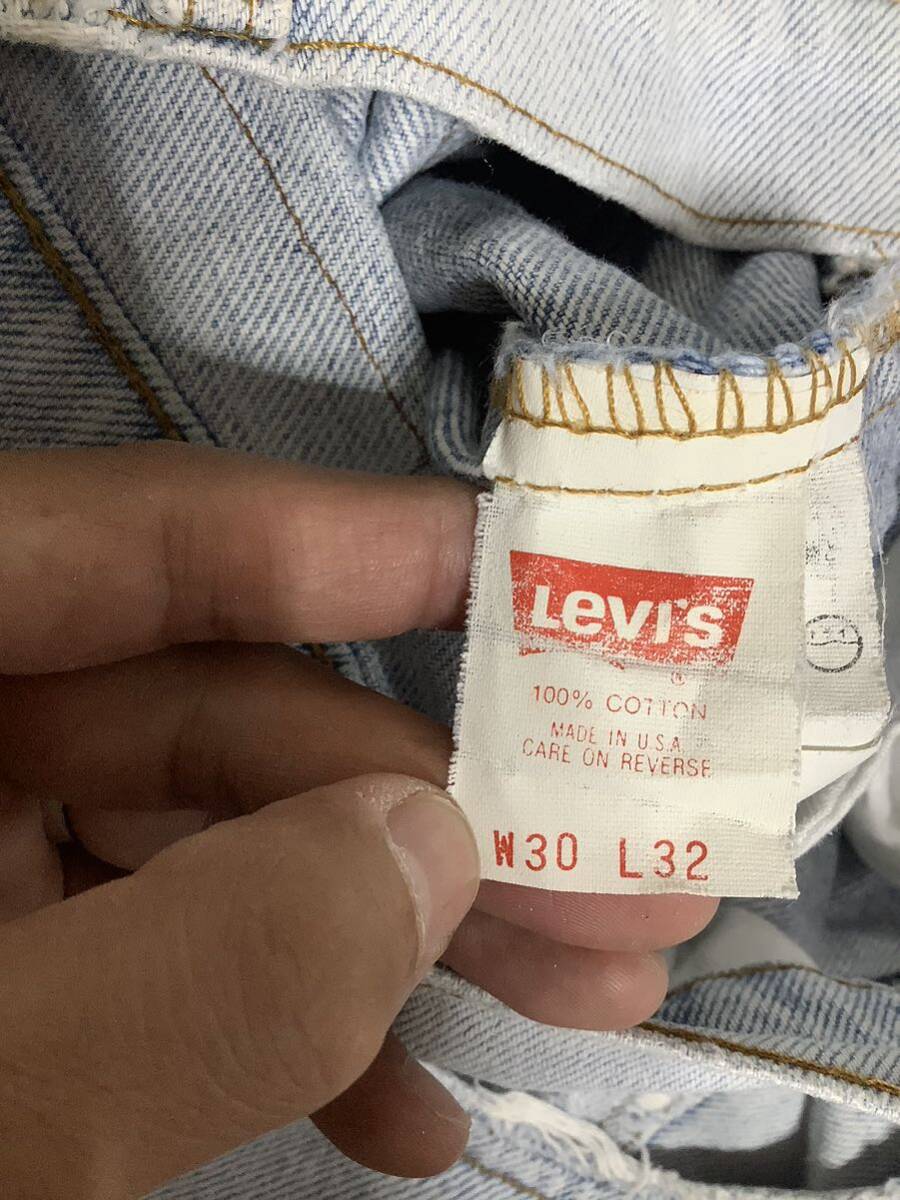 Levi's
®
100% COTTON
MADE IN U.S.A.
CARE ON REVERSE
W30 L32